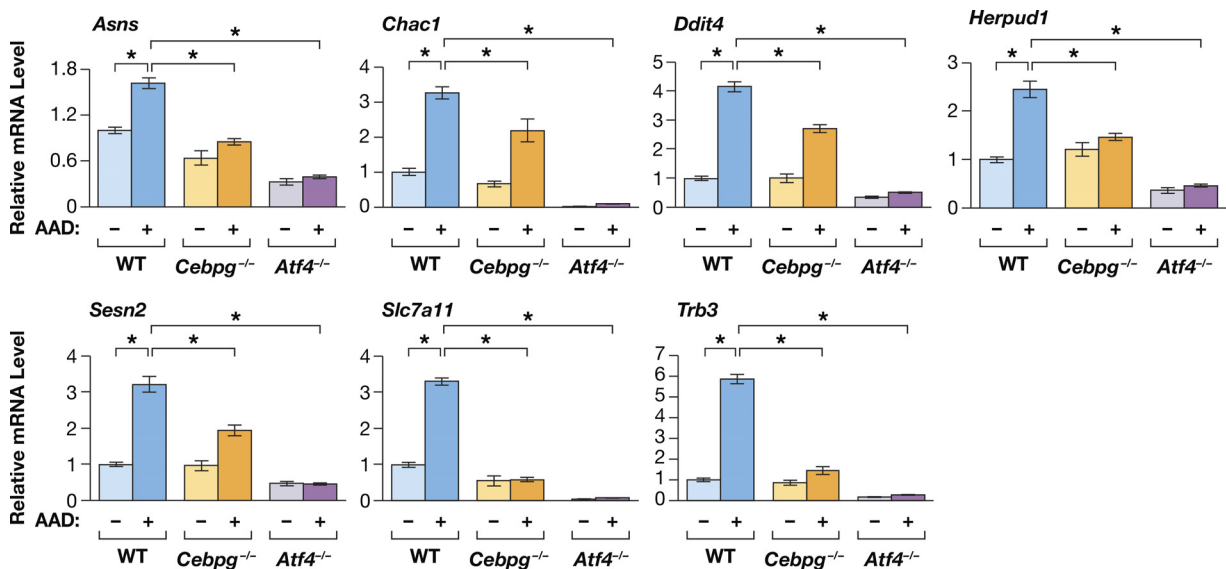 Asns Chac1 Ddit4 Herpud1
* * * *
* * * * * * * *
Relative mRNA Level
1.8 4 5 3
1.2 3 4 2
0.6 2 3 1
0 1 2 0
0 1
0
AAD: – + – + – + – + – + – + – + – + – + – + – + – +
WT Cebpg–/– Atf4–/– WT Cebpg–/– Atf4–/– WT Cebpg–/– Atf4–/– WT Cebpg–/– Atf4–/–
Sesn2 Slc7a11 Trb3
* * *
* * * * * *
Relative mRNA Level
4 4 7
3 3 6
2 2 5
1 1 4
0 0 3
2
1
0
AAD: – + – + – + – + – + – + – + – + – +
WT Cebpg–/– Atf4–/– WT Cebpg–/– Atf4–/– WT Cebpg–/– Atf4–/–